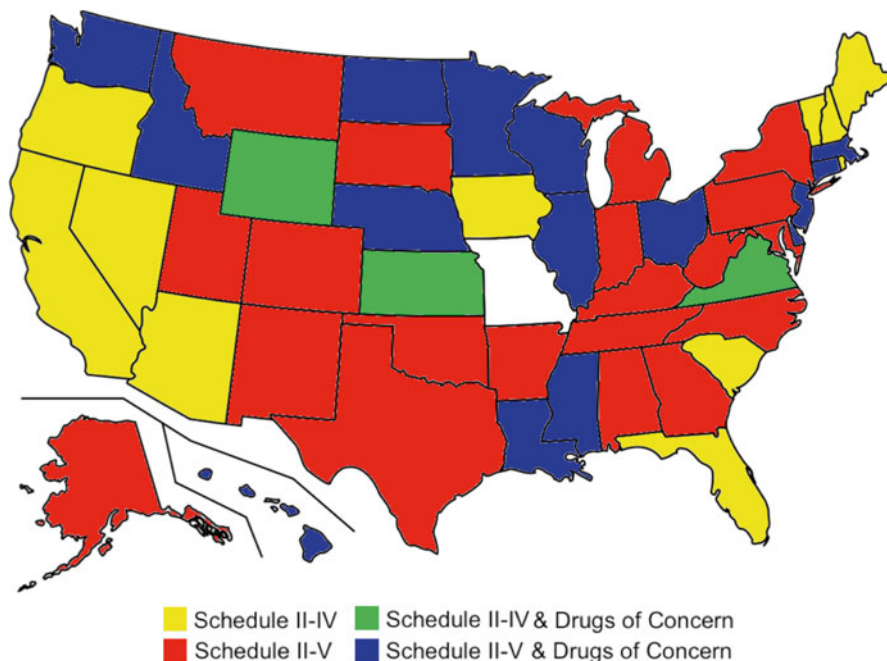 Schedule II-IV
Schedule II-IV & Drugs of Concern
Schedule II-V
Schedule II-V & Drugs of Concern